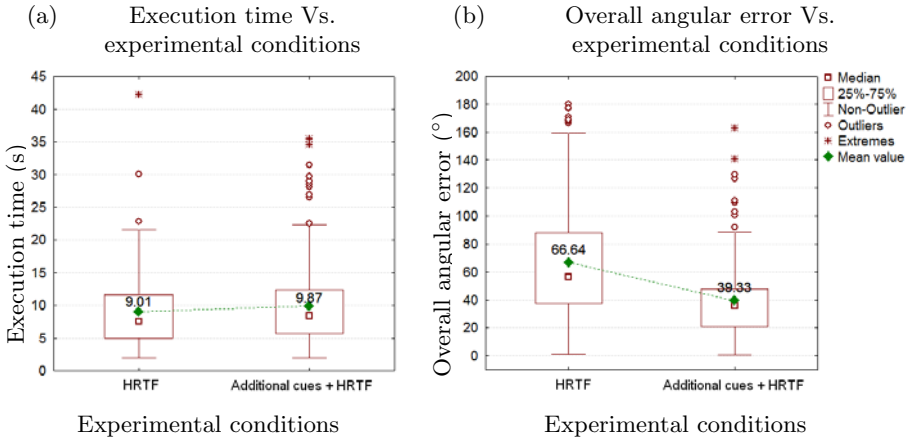 (a) Execution time Vs.
experimental conditions
Execution time (s)
45
40
35
30
25
20
15
10
5
0
9.01
9.87
HRTF Additional cues + HRTF
Experimental conditions
(b) Overall angular error Vs.
experimental conditions
Overall angular error (°)
200
180
160
140
120
100
80
60
40
20
0
66.64
39.33
HRTF Additional cues + HRTF
Experimental conditions
Median
25%-75%
Non-Outlier
Outliers
Extremes
Mean value